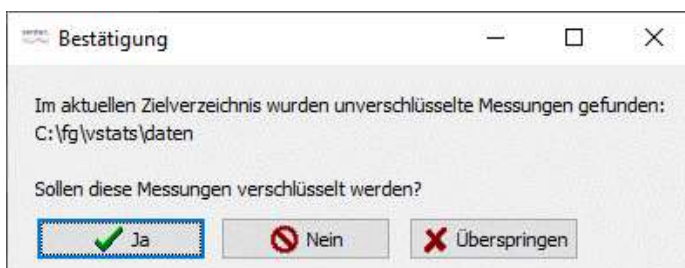 Bestätigung
Im aktuellen Zielverzeichnis wurden unverschlüsselte Messungen gefunden:
C:\fg\vstats\daten
Sollen diese Messungen verschlüsselt werden?
Ja Nein Überspringen